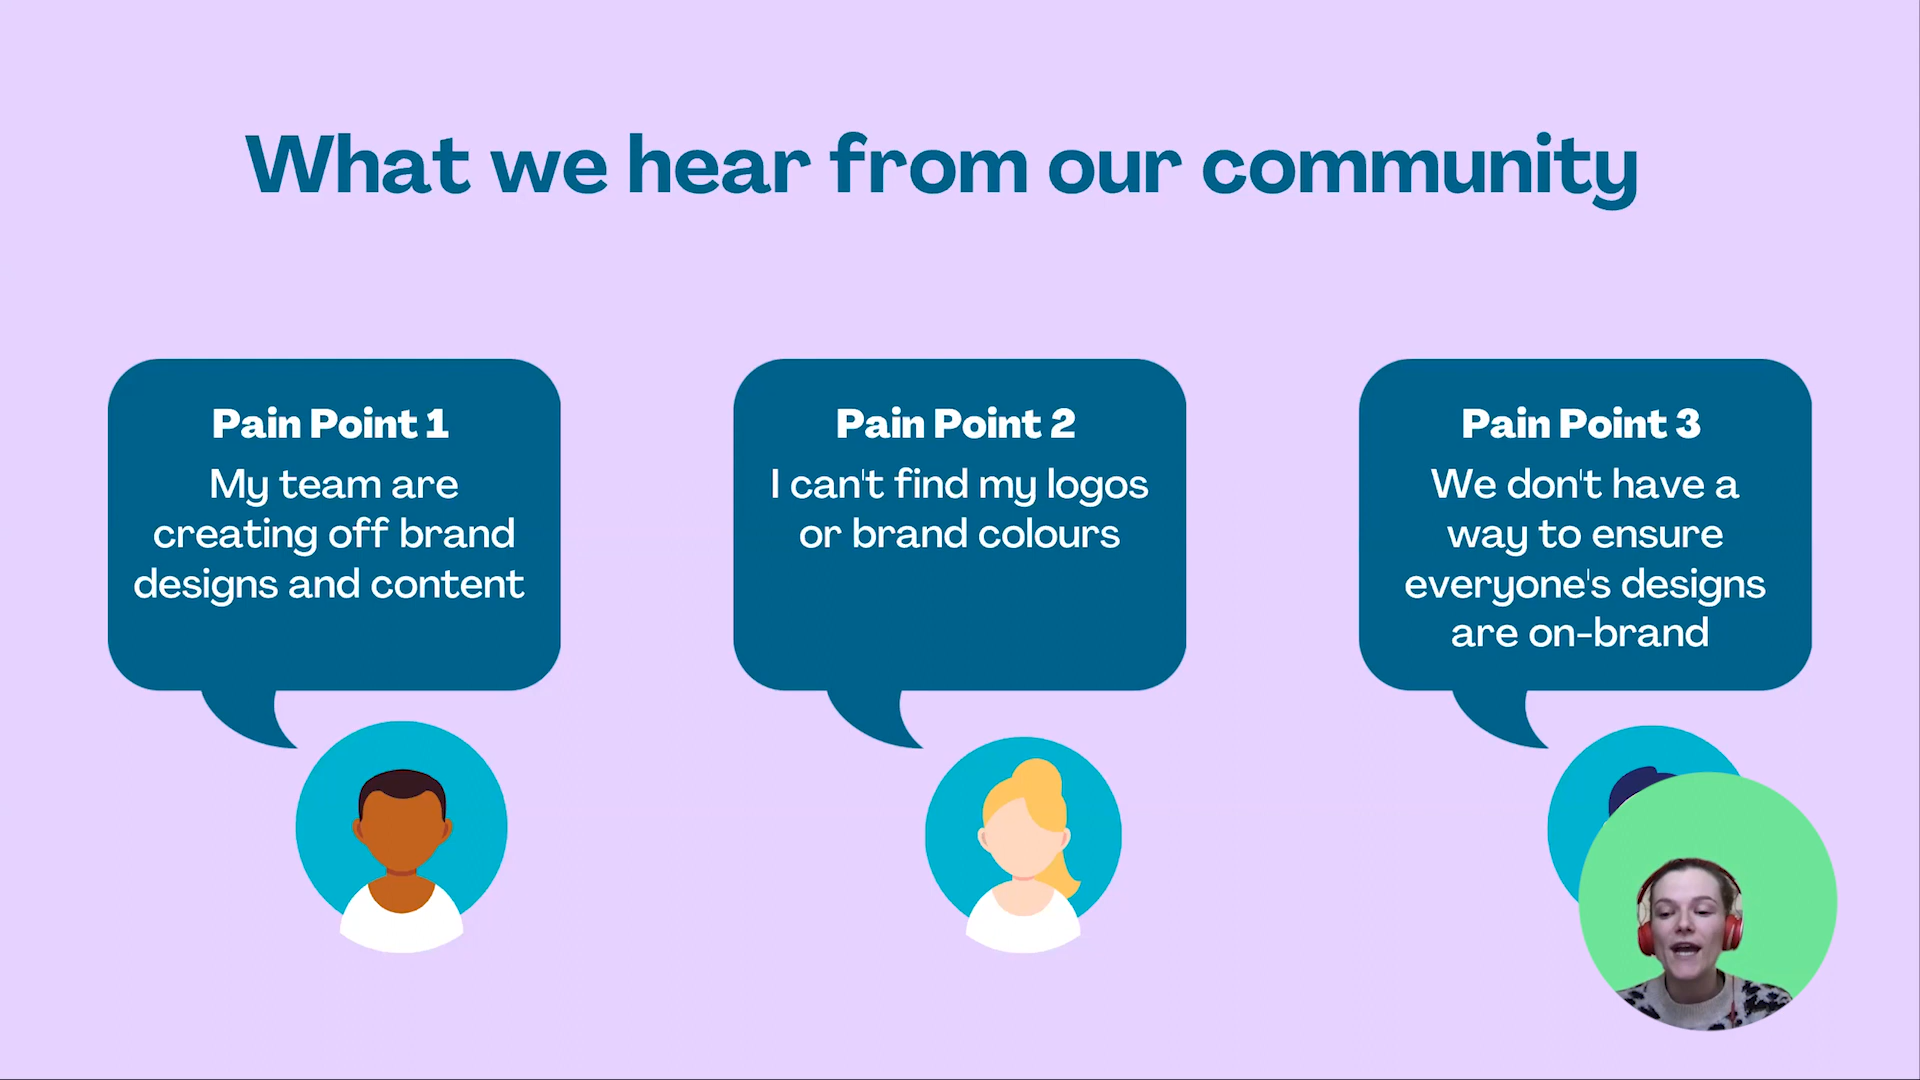 What we hear from our community
Pain Point 1
My team are
creating off brand
designs and content
Pain Point 2
I can't find my logos
or brand colours
Pain Point 3
We don't have a
way to ensure
everyone's designs
are on-brand